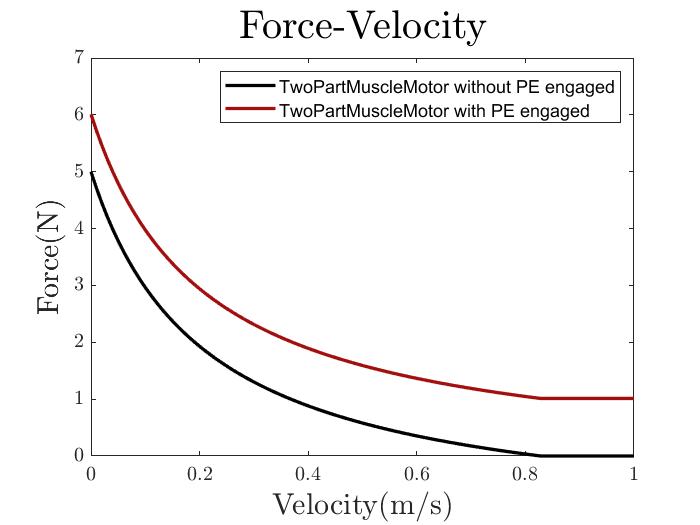 Force-Velocity
TwoPartMuscleMotor without PE engaged
TwoPartMuscleMotor with PE engaged
7
6
5
4
3
2
1
0
Force(N)
0 0.2 0.4 0.6 0.8 1
Velocity(m/s)